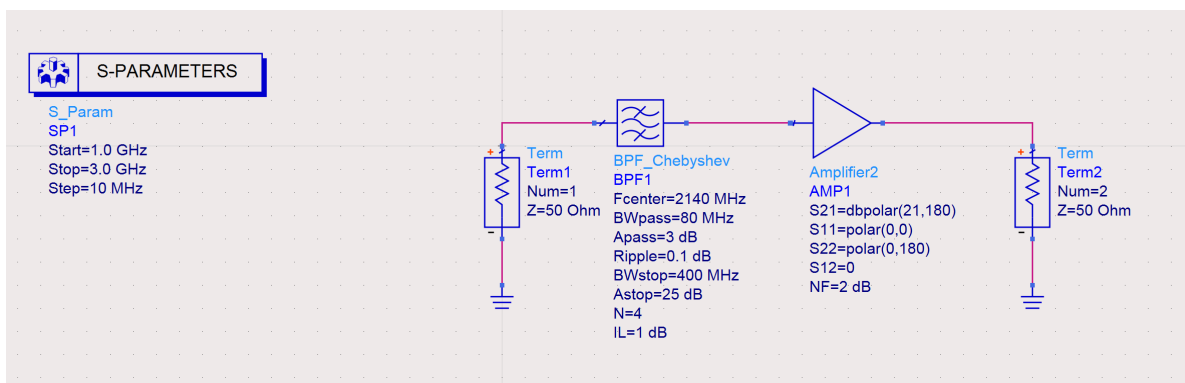 S-PARAMETERS
S_Param
SP1
Start=1.0 GHz
Stop=3.0 GHz
Step=10 MHz
+
Term
Term1
Num=1
Z=50 Ohm
-
BPF_Chebyshev
BPF1
Fcenter=2140 MHz
BWpass=80 MHz
Apass=3 dB
Ripple=0.1 dB
BWstop=400 MHz
Astop=25 dB
N=4
IL=1 dB
Amplifier2
AMP1
S21=dbpolar(21,180)
S11=polar(0,0)
S22=polar(0,180)
S12=0
NF=2 dB
+
Term
Term2
Num=2
Z=50 Ohm
-